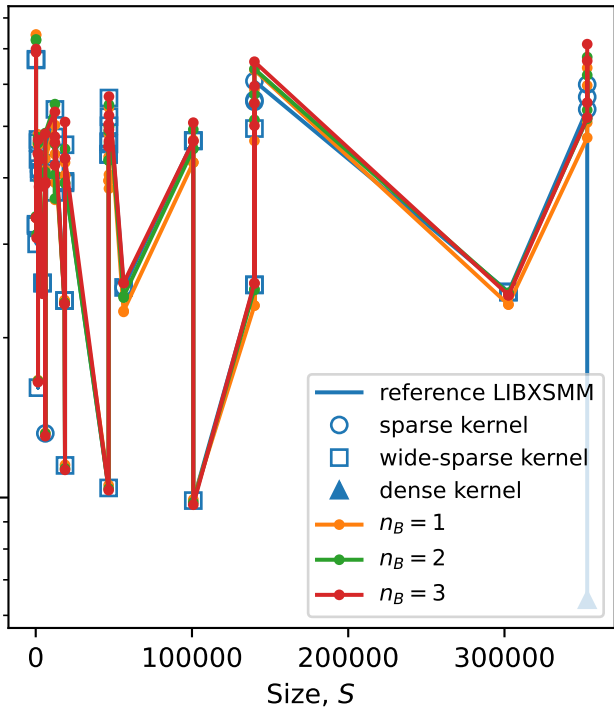 reference LIBXSMM
sparse kernel
wide-sparse kernel
dense kernel
n_B = 1
n_B = 2
n_B = 3
0 100000 200000 300000
Size, S